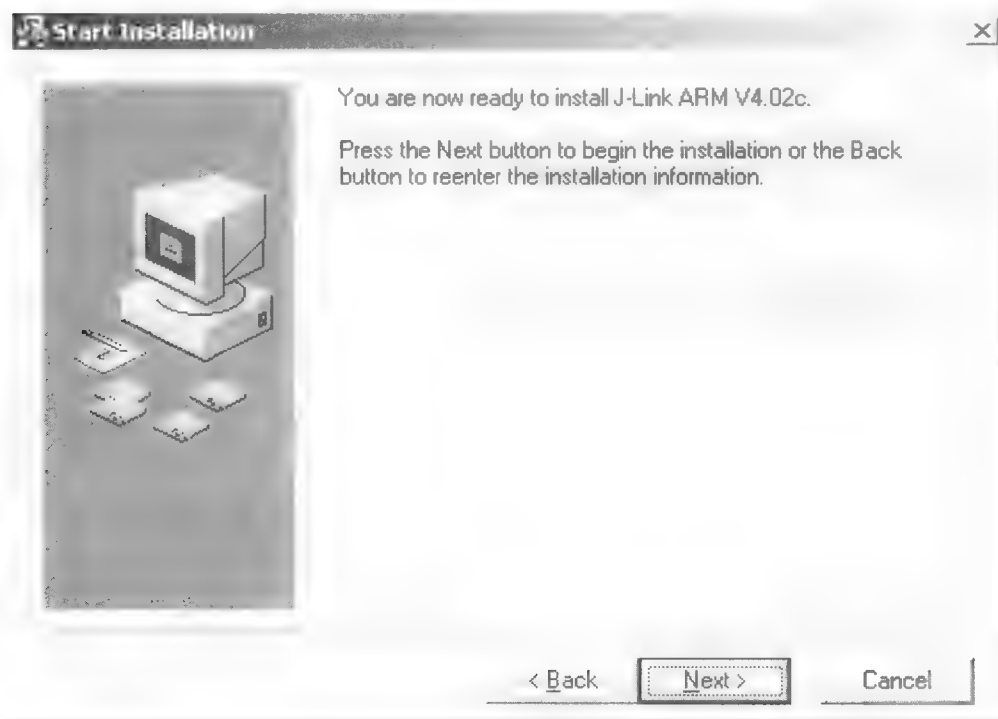 Start Installation
You are now ready to install J-Link ARM V4.02c.
Press the Next button to begin the installation or the Back
button to reenter the installation information.
< Back
Next >
Cancel